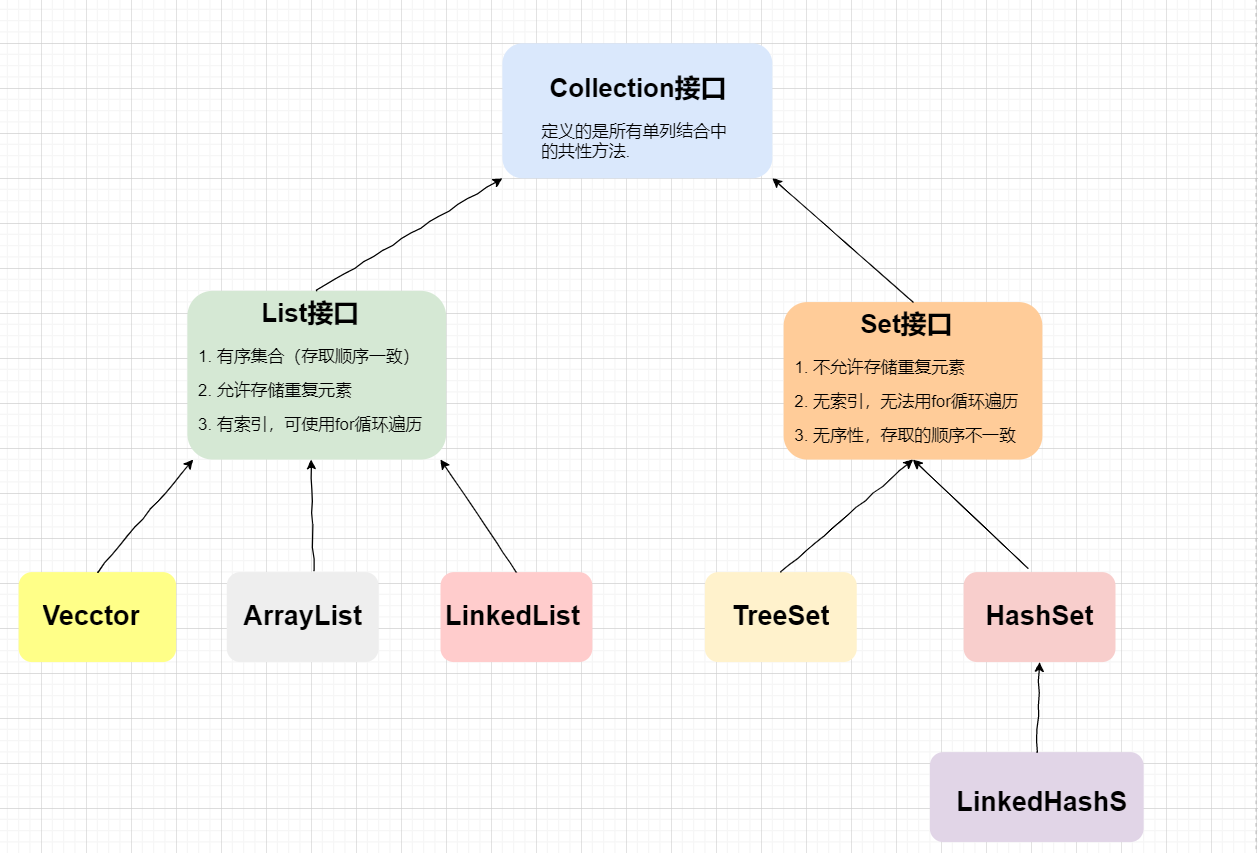 Collection接口
定义的是所有单列结合中
的共性方法.
List接口
1. 有序集合（存取顺序一致）
2. 允许存储重复元素
3. 有索引，可使用for循环遍历
Set接口
1. 不允许存储重复元素
2. 无索引，无法用for循环遍历
3. 无序性，存取的顺序不一致
Vecctor
ArrayList
LinkedList
TreeSet
HashSet
LinkedHashS